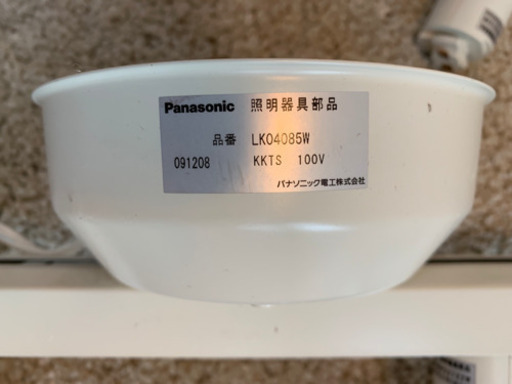 Panasonic 照明器具部品
品番 LK04085W
091208 KKTS 100V
パナソニック電工株式会社